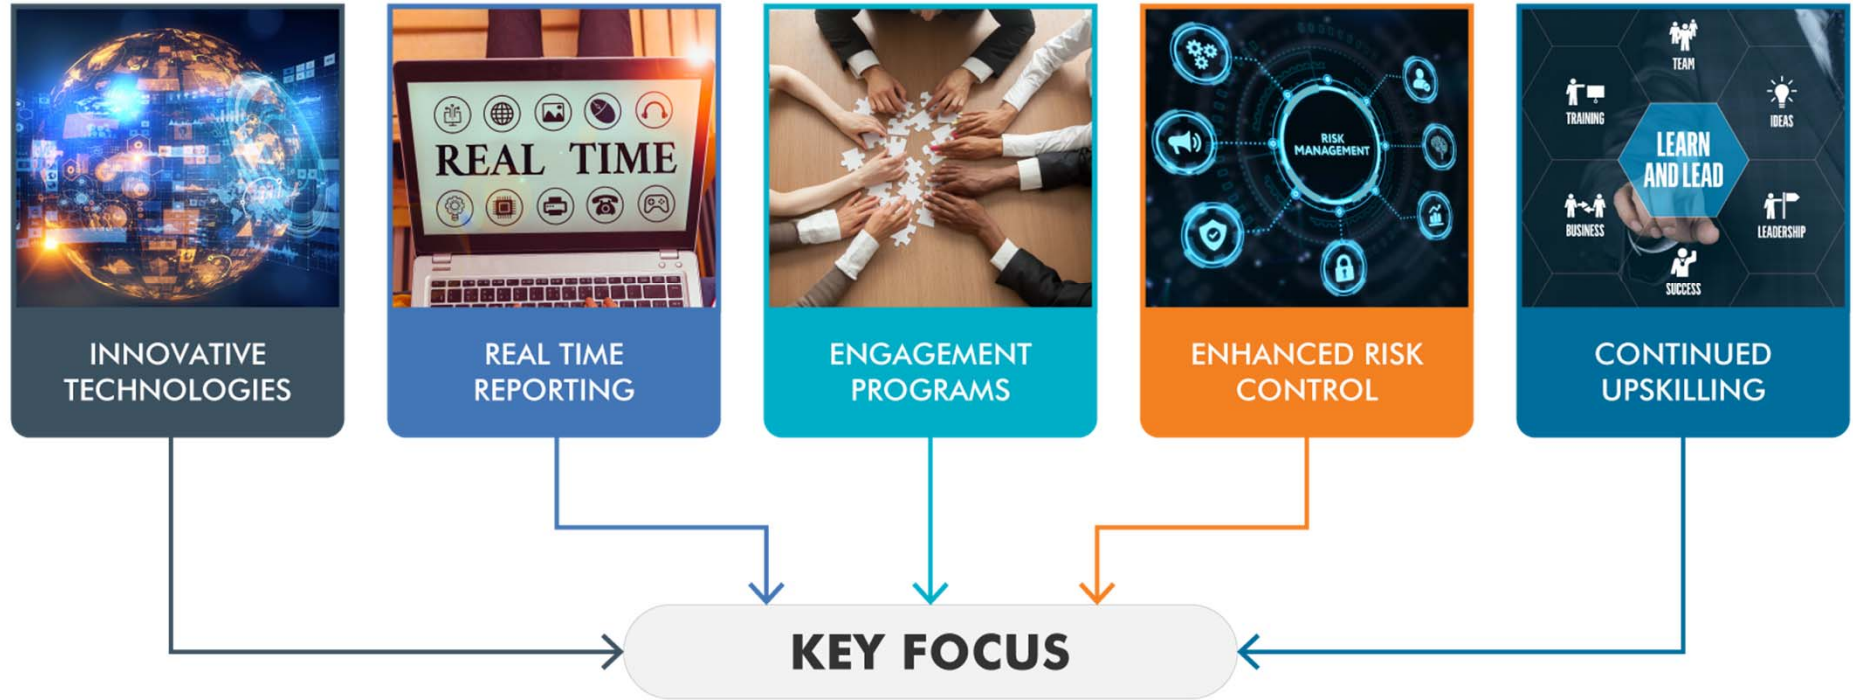 REAL TIME
RISK
MANAGEMENT
TEAM
TRAINING
IDEAS
LEARN
AND LEAD
BUSINESS
LEADERSHIP
SUCCESS
INNOVATIVE
TECHNOLOGIES
REAL TIME
REPORTING
ENGAGEMENT
PROGRAMS
ENHANCED RISK
CONTROL
CONTINUED
UPSKILLING
KEY FOCUS